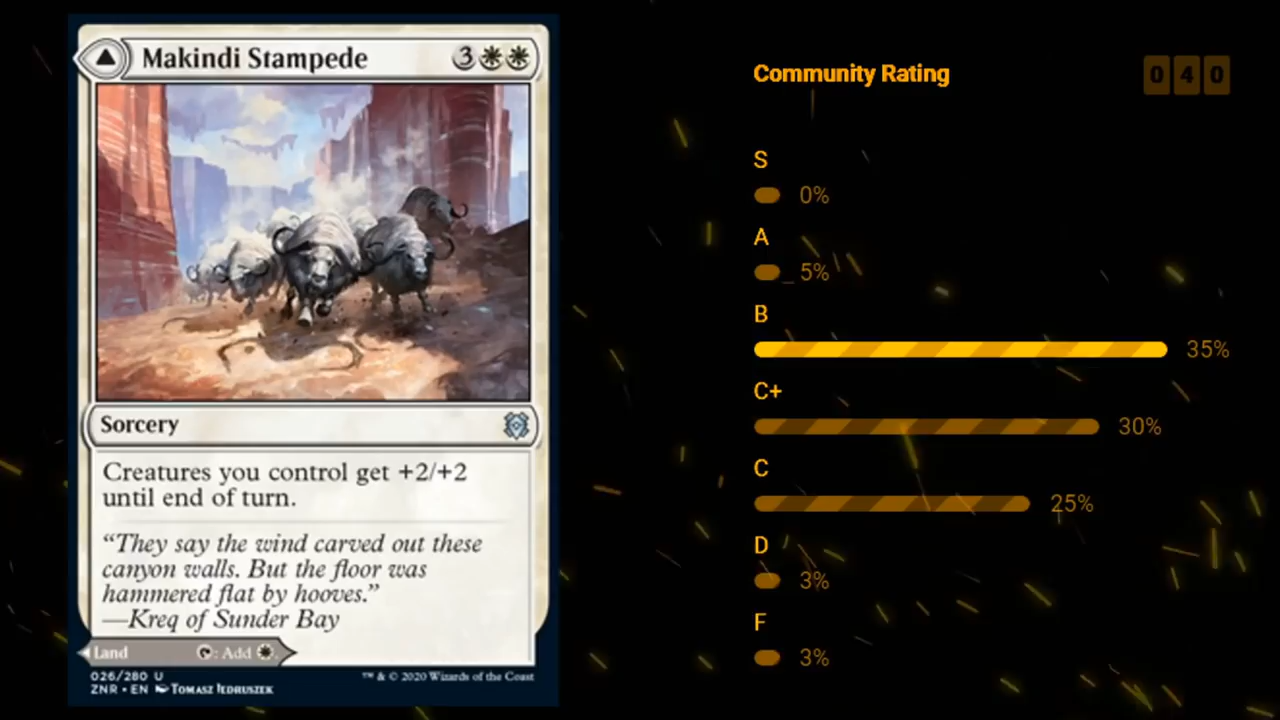 Makindi Stampede 3
Sorcery
Creatures you control get +2/+2
until end of turn.
“They say the wind carved out these
canyon walls. But the floor was
hammered flat by hooves.”
—Kreq of Sunder Bay
Land : Add .
026/280 U
ZNR • EN Tomasz Jedruszek
™ & © 2020 Wizards of the Coast
Community Rating 040
S
0%
A
5%
B
35%
C+
30%
C
25%
D
3%
F
3%